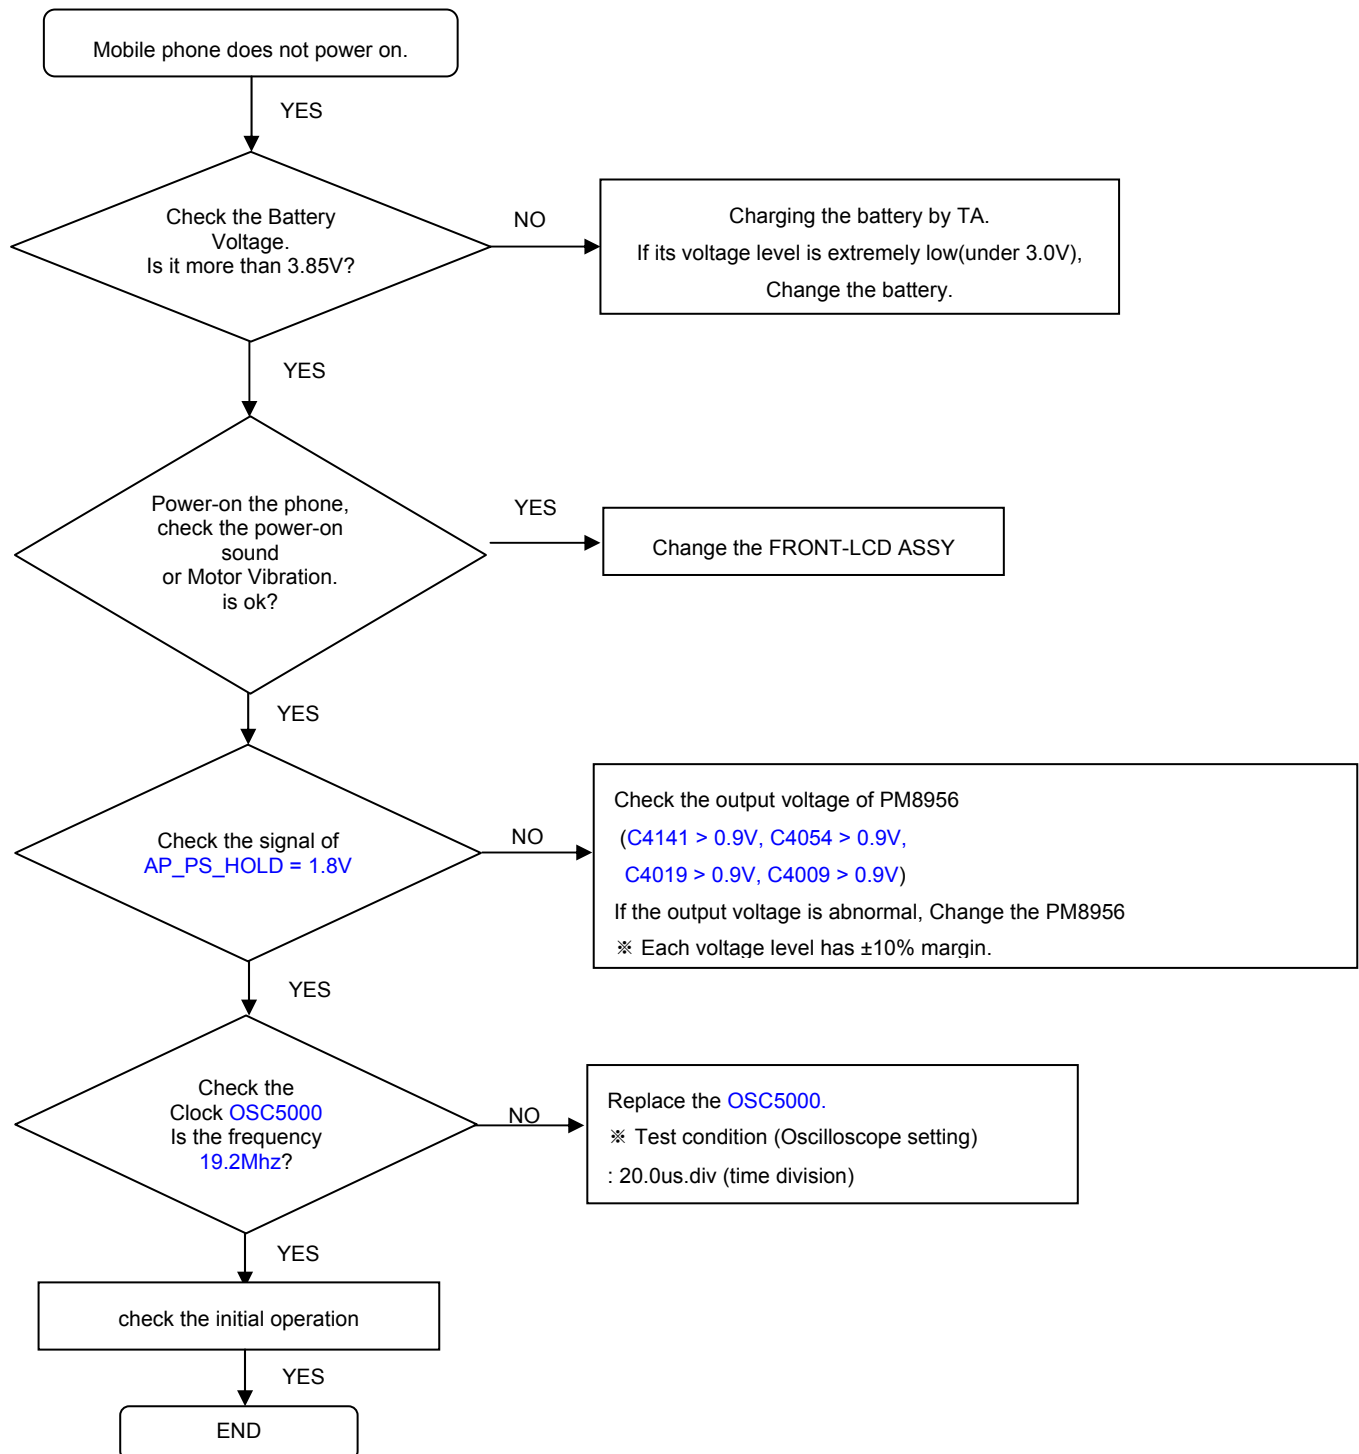 Mobile phone does not power on.
YES
Check the Battery
Voltage.
Is it more than 3.85V?
NO
Charging the battery by TA.
If its voltage level is extremely low(under 3.0V),
Change the battery.
YES
Power-on the phone,
check the power-on
sound
or Motor Vibration.
is ok?
YES
Change the FRONT-LCD ASSY
YES
Check the signal of
AP_PS_HOLD = 1.8V
NO
Check the output voltage of PM8956
(C4141 > 0.9V, C4054 > 0.9V,
C4019 > 0.9V, C4009 > 0.9V)
If the output voltage is abnormal, Change the PM8956
※ Each voltage level has ±10% margin.
YES
Check the
Clock OSC5000
Is the frequency
19.2Mhz?
NO
Replace the OSC5000.
※ Test condition (Oscilloscope setting)
: 20.0us.div (time division)
YES
check the initial operation
YES
END